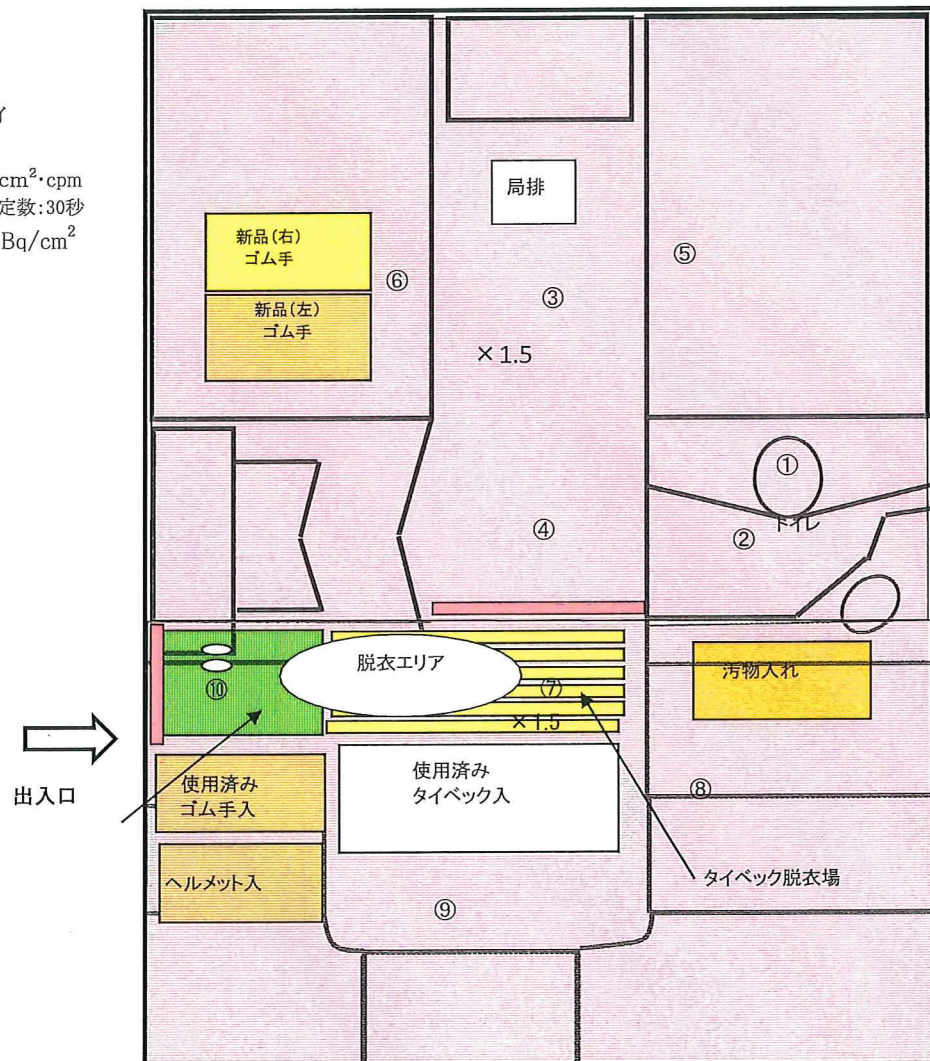 イ
cm²・cpm
定数:30秒
Bq/cm²
局排
新品(右)
ゴム手
新品(左)
ゴム手
⑥
③
⑤
×1.5
①
トイレ
②
④
脱衣エリア
⑦
×1.5
⑩
汚物入れ
出入口
使用済み
ゴム手入
使用済み
タイベック入
⑧
ヘルメット入
タイベック脱衣場
⑨